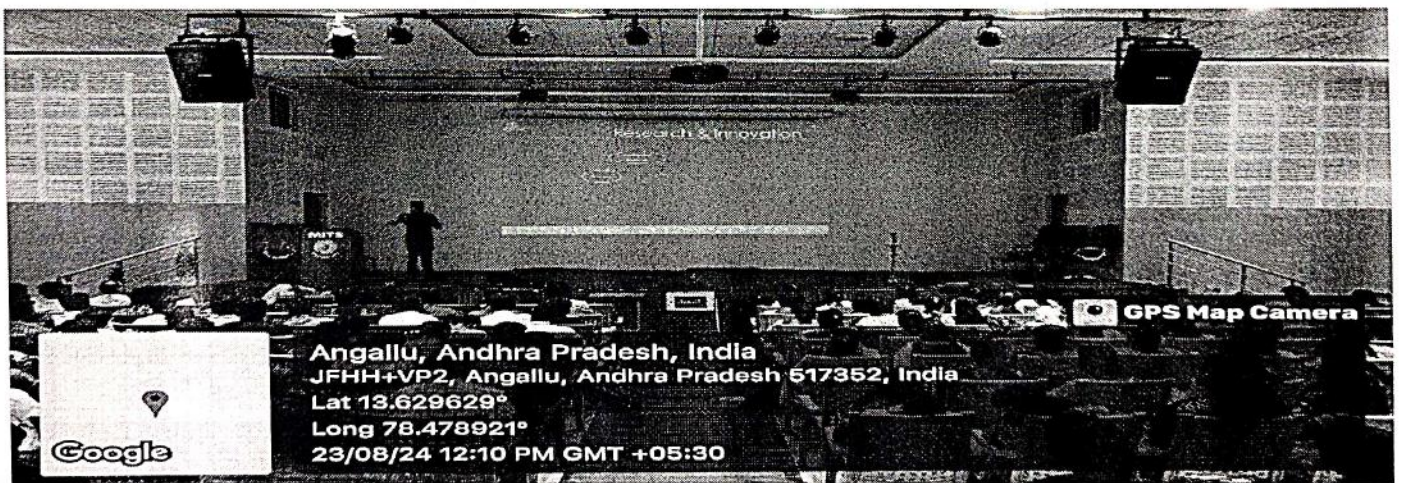 Research & Innovation
MITS
GPS Map Camera
Angallu, Andhra Pradesh, India
JFHH+VP2, Angallu, Andhra Pradesh 517352, India
Lat 13.629629°
Long 78.478921°
23/08/24 12:10 PM GMT +05:30
Google